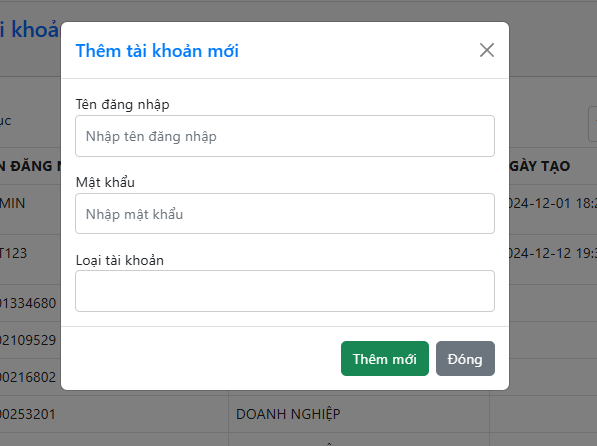 i khoả
Thêm tài khoản mới
Tên đăng nhập
ục
Nhập tên đăng nhập
N ĐĂNG N
GÀY TẠO
Mật khẩu
MIN
Nhập mật khẩu
024-12-01 18:2
T123
024-12-12 19:3
Loại tài khoản
01334680
02109529
Thêm mới
Đóng
00216802
00253201
DOANH NGHIỆP